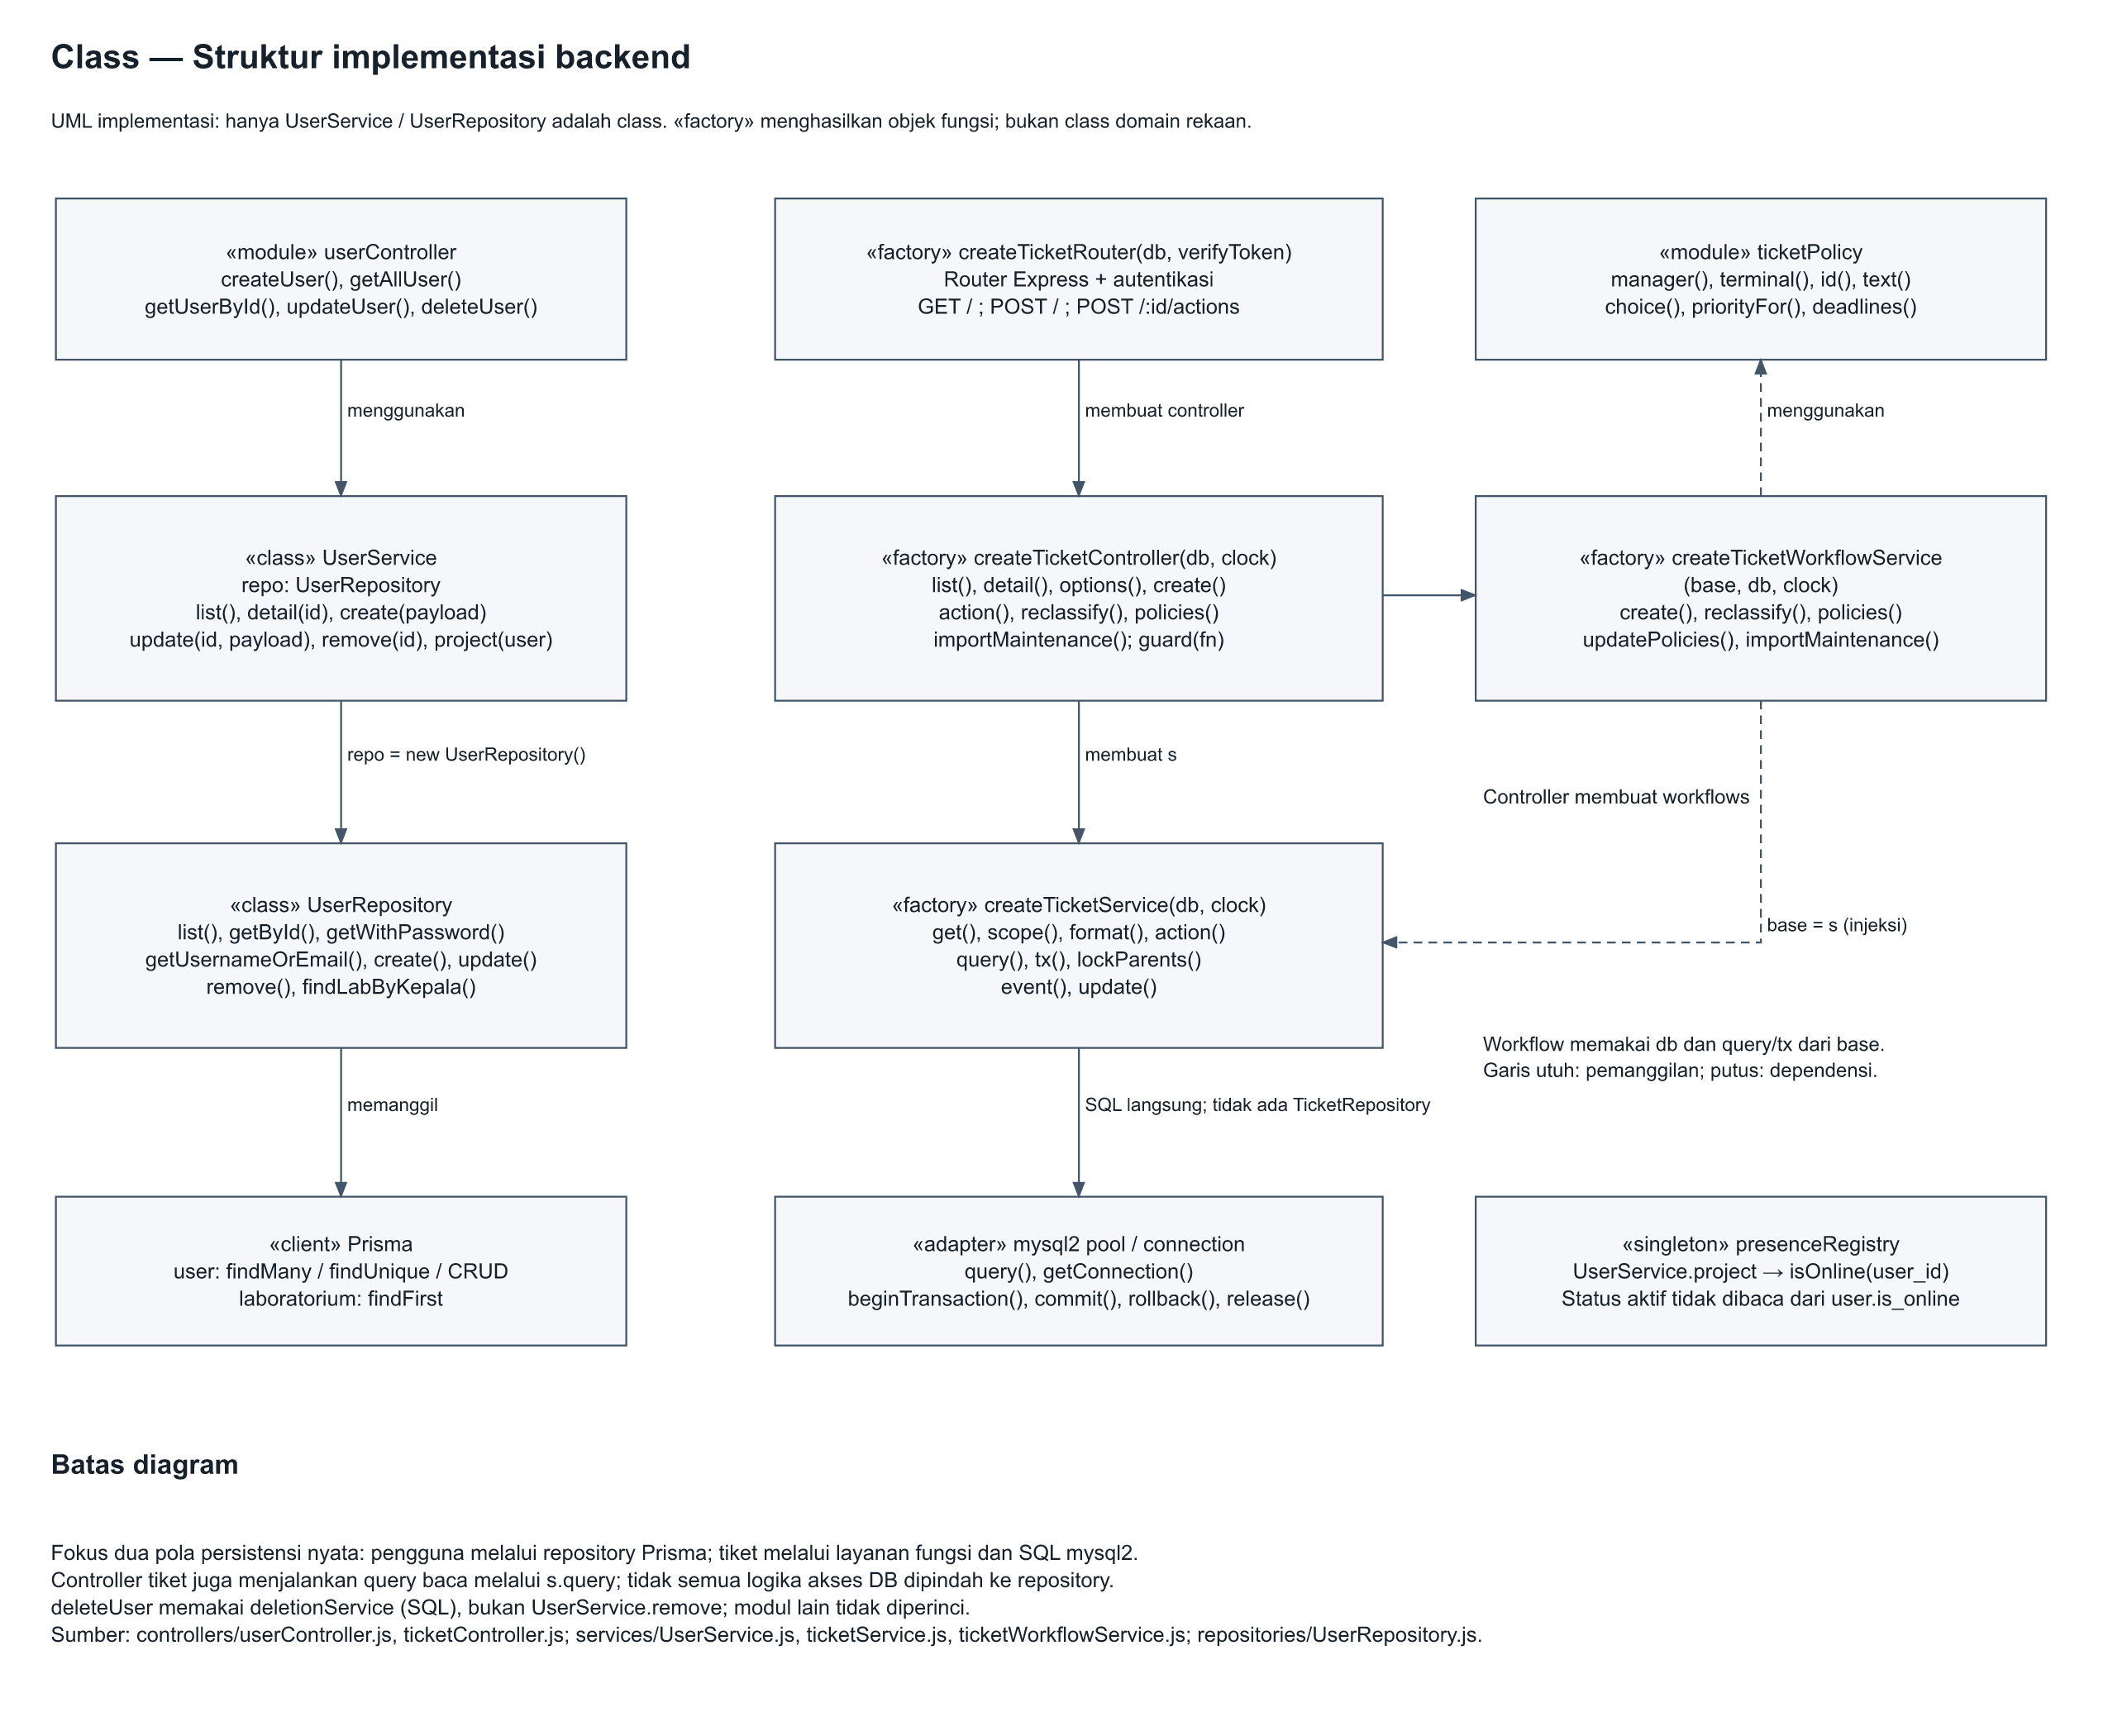 Class — Struktur implementasi backend
UML implementasi: hanya UserService / UserRepository adalah class. «factory» menghasilkan objek fungsi; bukan class domain rekaan.
«module» userController
createUser(), getAllUser()
getUserById(), updateUser(), deleteUser()
«factory» createTicketRouter(db, verifyToken)
Router Express + autentikasi
GET / ; POST / ; POST /:id/actions
«module» ticketPolicy
manager(), terminal(), id(), text()
choice(), priorityFor(), deadlines()
menggunakan
membuat controller
menggunakan
«class» UserService
repo: UserRepository
list(), detail(id), create(payload)
update(id, payload), remove(id), project(user)
«factory» createTicketController(db, clock)
list(), detail(), options(), create()
action(), reclassify(), policies()
importMaintenance(); guard(fn)
«factory» createTicketWorkflowService
(base, db, clock)
create(), reclassify(), policies()
updatePolicies(), importMaintenance()
repo = new UserRepository()
membuat s
Controller membuat workflows
«class» UserRepository
list(), getById(), getWithPassword()
getUsernameOrEmail(), create(), update()
remove(), findLabByKepala()
«factory» createTicketService(db, clock)
get(), scope(), format(), action()
query(), tx(), lockParents()
event(), update()
base = s (injeksi)
Workflow memakai db dan query/tx dari base.
Garis utuh: pemanggilan; putus: dependensi.
memanggil
SQL langsung; tidak ada TicketRepository
«client» Prisma
user: findMany / findUnique / CRUD
laboratorium: findFirst
«adapter» mysql2 pool / connection
query(), getConnection()
beginTransaction(), commit(), rollback(), release()
«singleton» presenceRegistry
UserService.project → isOnline(user_id)
Status aktif tidak dibaca dari user.is_online
Batas diagram
Fokus dua pola persistensi nyata: pengguna melalui repository Prisma; tiket melalui layanan fungsi dan SQL mysql2.
Controller tiket juga menjalankan query baca melalui s.query; tidak semua logika akses DB dipindah ke repository.
deleteUser memakai deletionService (SQL), bukan UserService.remove; modul lain tidak diperinci.
Sumber: controllers/userController.js, ticketController.js; services/UserService.js, ticketService.js, ticketWorkflowService.js; repositories/UserRepository.js.